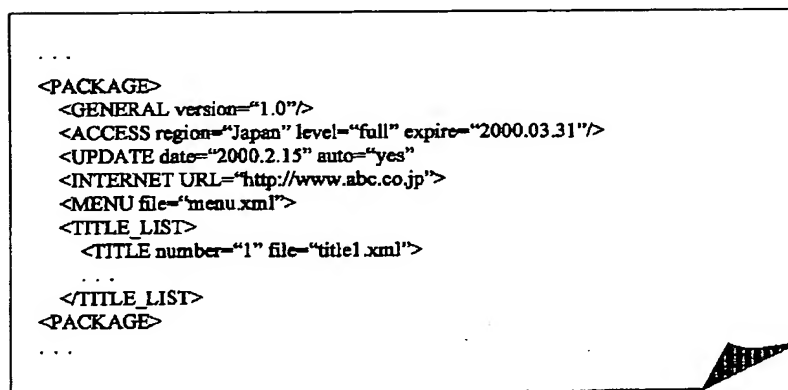 . . .
<PACKAGE>
<GENERAL version="1.0"/>
<ACCESS region="Japan" level="full" expire="2000.03.31"/>
<UPDATE date="2000.2.15" auto="yes"
<INTERNET URL="http://www.abc.co.jp">
<MENU file="menu.xml">
<TITLE_LIST>
<TITLE number="1" file="title1.xml">
. . .
</TITLE_LIST>
<PACKAGE>
. . .